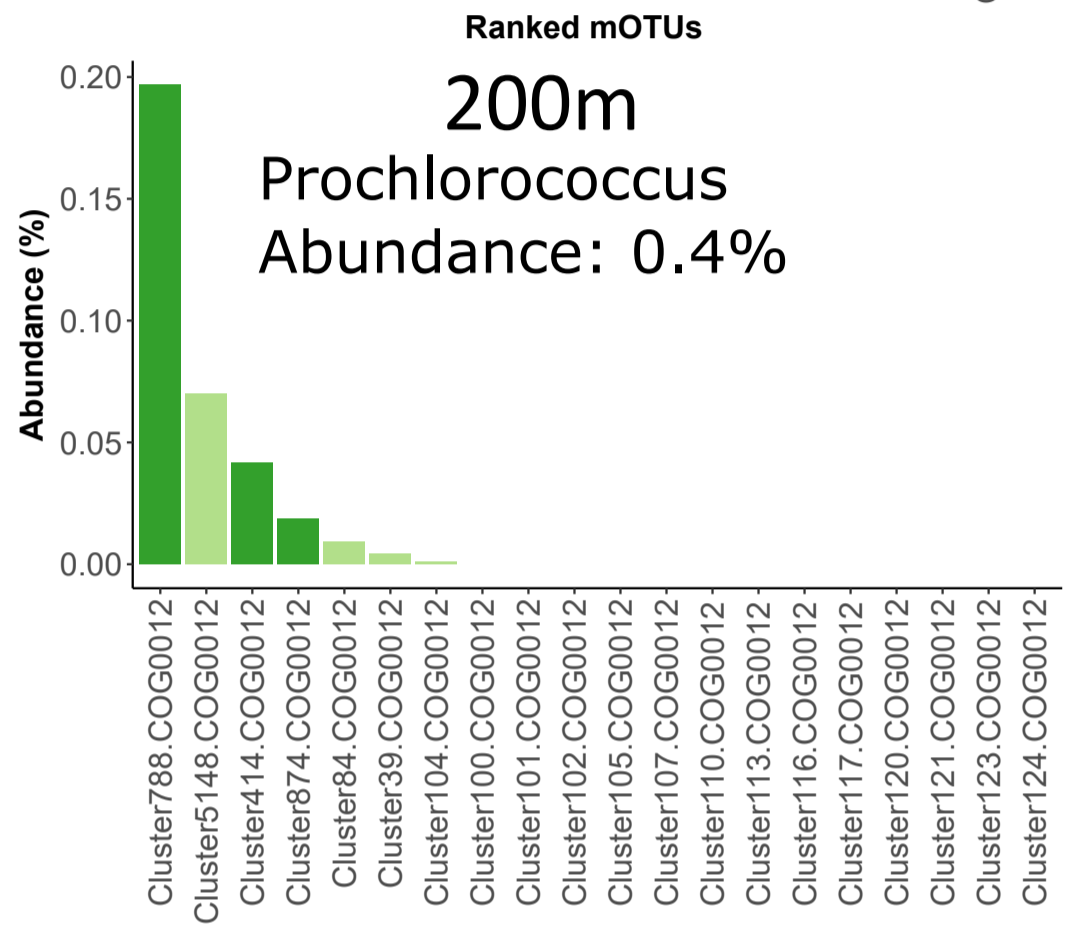 Ranked mOTUs
200m
Prochlorococcus
Abundance: 0.4%
Abundance (%)
0.20
0.15
0.10
0.05
0.00
Cluster788.COG0012
Cluster5148.COG0012
Cluster414.COG0012
Cluster874.COG0012
Cluster84.COG0012
Cluster39.COG0012
Cluster104.COG0012
Cluster100.COG0012
Cluster101.COG0012
Cluster102.COG0012
Cluster105.COG0012
Cluster107.COG0012
Cluster110.COG0012
Cluster113.COG0012
Cluster116.COG0012
Cluster117.COG0012
Cluster120.COG0012
Cluster121.COG0012
Cluster123.COG0012
Cluster124.COG0012